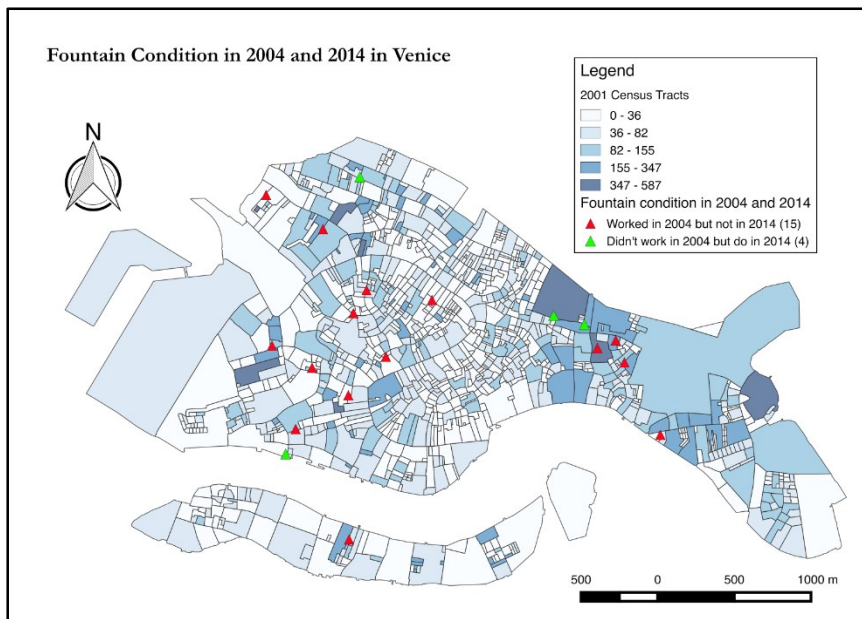 Fountain Condition in 2004 and 2014 in Venice
N
Legend
2001 Census Tracts
0 - 36
36 - 82
82 - 155
155 - 347
347 - 587
Fountain condition in 2004 and 2014
Worked in 2004 but not in 2014 (15)
Didn't work in 2004 but do in 2014 (4)
500 0 500 1000 m